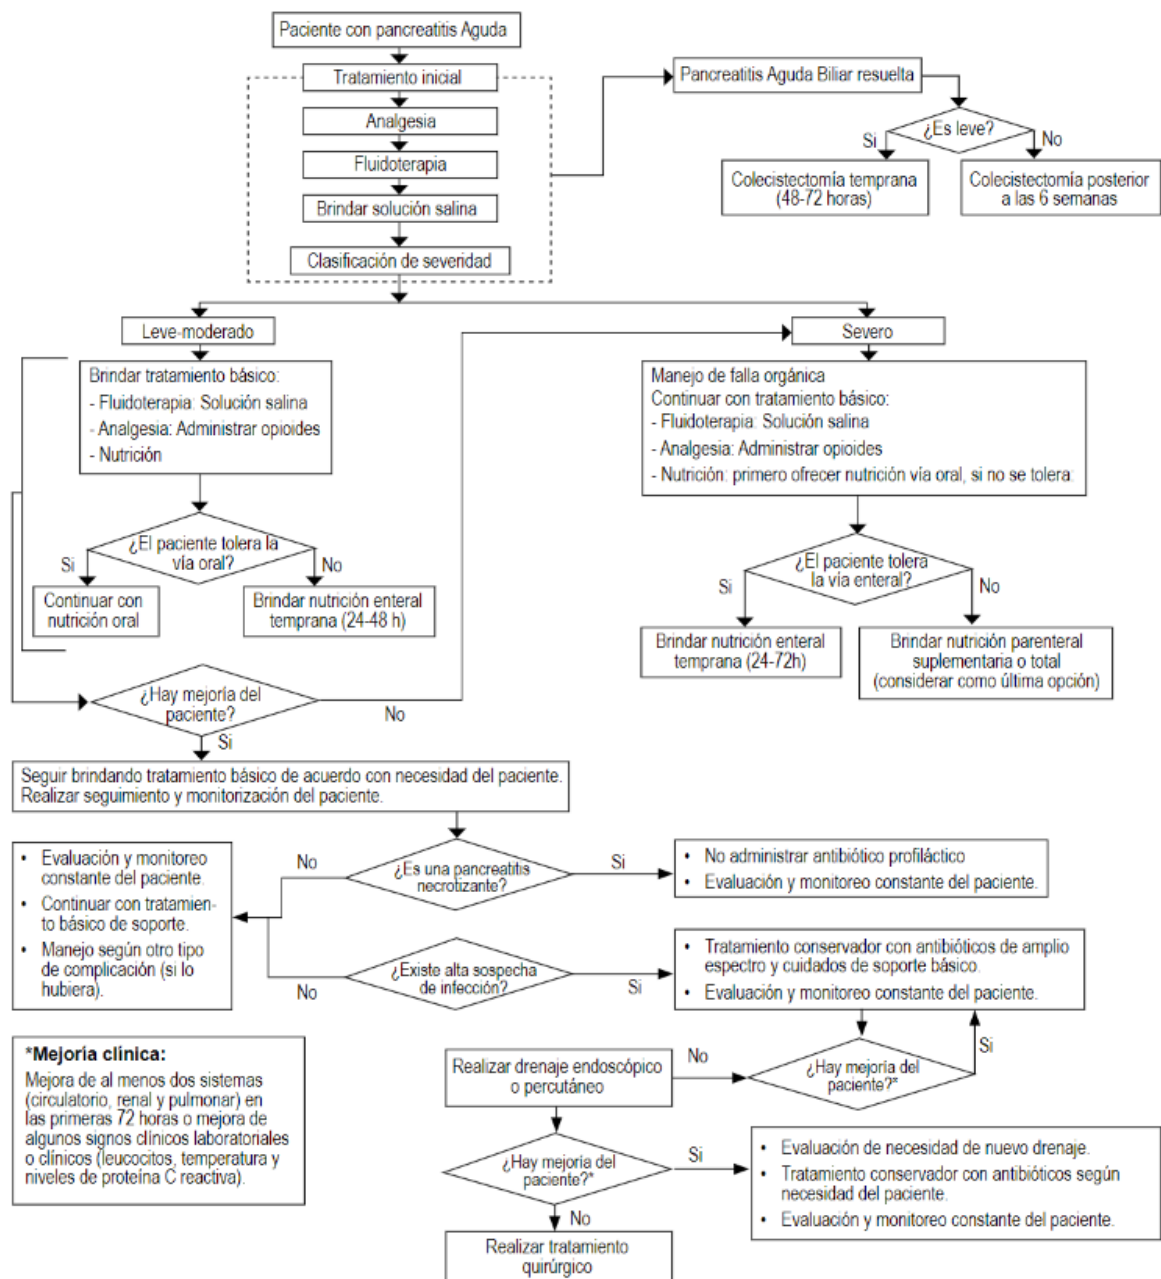 Paciente con pancreatitis Aguda
Tratamiento inicial
Analgesia
Fluidoterapia
Brindar solución salina
Clasificación de severidad
Pancreatitis Aguda Biliar resuelta
¿Es leve?
Si
No
Colecistectomía temprana
(48-72 horas)
Colecistectomía posterior
a las 6 semanas
Leve-moderado
Brindar tratamiento básico:
- Fluidoterapia: Solución salina
- Analgesia: Administrar opioides
- Nutrición
¿El paciente tolera la
vía oral?
Si
No
Continuar con
nutrición oral
Brindar nutrición enteral
temprana (24-48 h)
Severo
Manejo de falla orgánica
Continuar con tratamiento básico:
- Fluidoterapia: Solución salina
- Analgesia: Administrar opioides
- Nutrición: primero ofrecer nutrición vía oral, si no se tolera:
¿El paciente tolera
la vía enteral?
Si
No
Brindar nutrición enteral
temprana (24-72h)
Brindar nutrición parenteral
suplementaria o total
(considerar como última opción)
¿Hay mejoría del
paciente?
No
Si
Seguir brindando tratamiento básico de acuerdo con necesidad del paciente.
Realizar seguimiento y monitorización del paciente.
¿Es una pancreatitis
necrotizante?
No
Si
• Evaluación y monitoreo
constante del paciente.
• Continuar con tratamien-
to básico de soporte.
• Manejo según otro tipo
de complicación (si lo
hubiera).
• No administrar antibiótico profiláctico
• Evaluación y monitoreo constante del paciente.
¿Existe alta sospecha
de infección?
No
Si
• Tratamiento conservador con antibióticos de amplio
espectro y cuidados de soporte básico.
• Evaluación y monitoreo constante del paciente.
*Mejoría clínica:
Mejora de al menos dos sistemas
(circulatorio, renal y pulmonar) en
las primeras 72 horas o mejora de
algunos signos clínicos laboratoriales
o clínicos (leucocitos, temperatura y
niveles de proteína C reactiva).
¿Hay mejoría del
paciente?*
Si
No
Realizar drenaje endoscópico
o percutáneo
¿Hay mejoría del
paciente?*
Si
No
• Evaluación de necesidad de nuevo drenaje.
• Tratamiento conservador con antibióticos según
necesidad del paciente.
• Evaluación y monitoreo constante del paciente.
Realizar tratamiento
quirúrgico